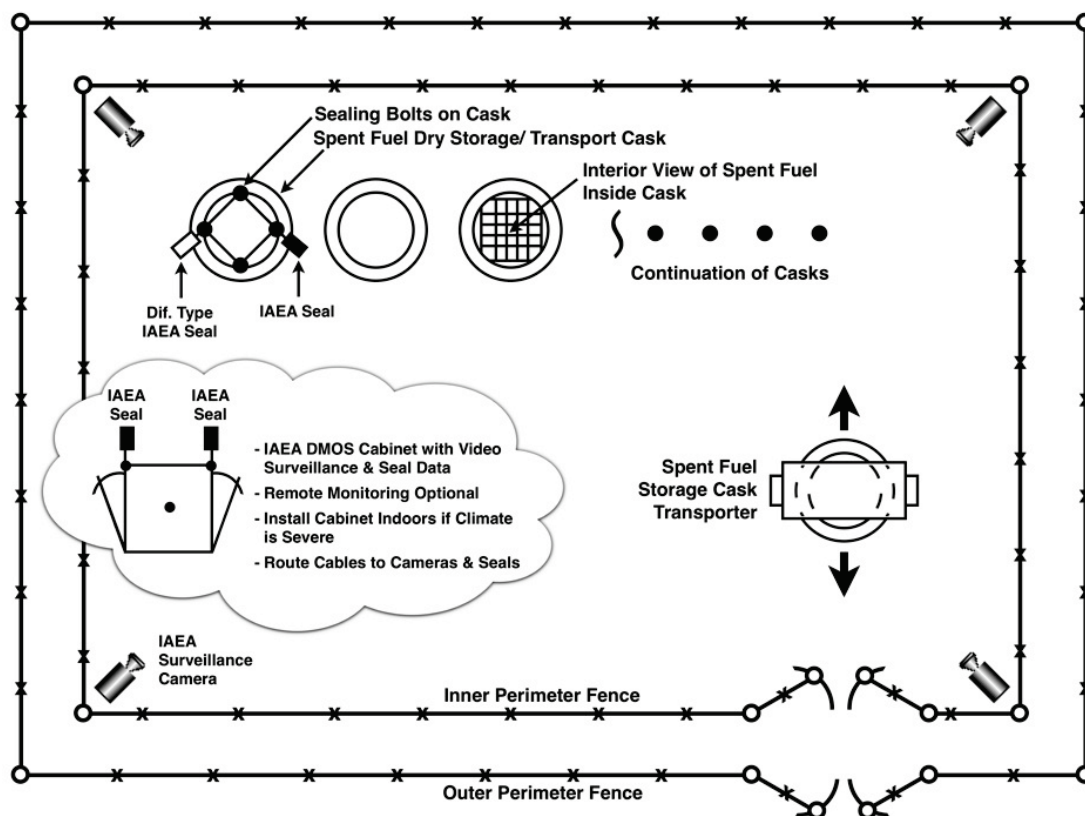 Sealing Bolts on Cask
Spent Fuel Dry Storage/ Transport Cask
Interior View of Spent Fuel
Inside Cask
Continuation of Casks
Dif. Type
IAEA Seal
IAEA Seal
IAEA
Seal
IAEA
Seal
- IAEA DMOS Cabinet with Video
Surveillance & Seal Data
- Remote Monitoring Optional
- Install Cabinet Indoors if Climate
is Severe
- Route Cables to Cameras & Seals
Spent Fuel
Storage Cask
Transporter
IAEA
Surveillance
Camera
Inner Perimeter Fence
Outer Perimeter Fence